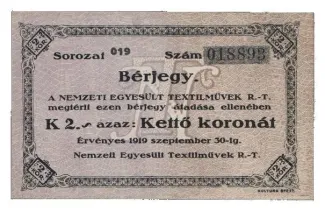 Sorozat 019 Szám 018893
Bérjegy.
A NEMZETI EGYESÜLT TEXTILMŰVEK R.-T.
megtéríti ezen bérjegy átadása ellenében
K 2.- azaz: Kettő koronát
Érvényes 1919 szeptember 30-ig.
Nemzeti Egyesült Textilművek R.-T.